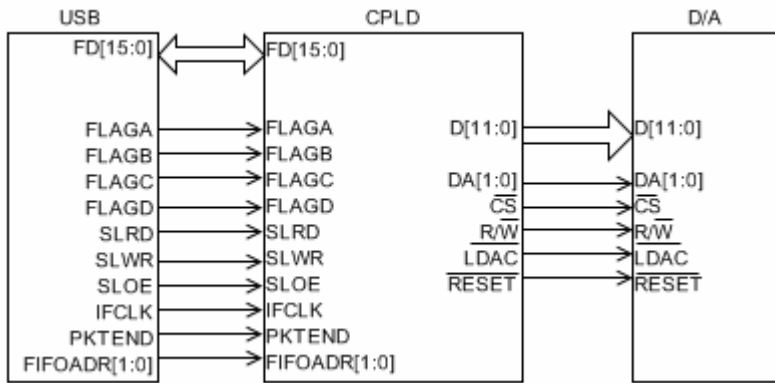 USB CPLD D/A
FD[15:0] FD[15:0]
FLAGA FLAGA D[11:0] D[11:0]
FLAGB FLAGB
FLAGC FLAGC DA[1:0] DA[1:0]
FLAGD FLAGD CS CS
SLRD SLRD R/W R/W
SLWR SLWR LDAC LDAC
SLOE SLOE RESET RESET
IFCLK IFCLK
PKTEND PKTEND
FIFOADR[1:0] FIFOADR[1:0]